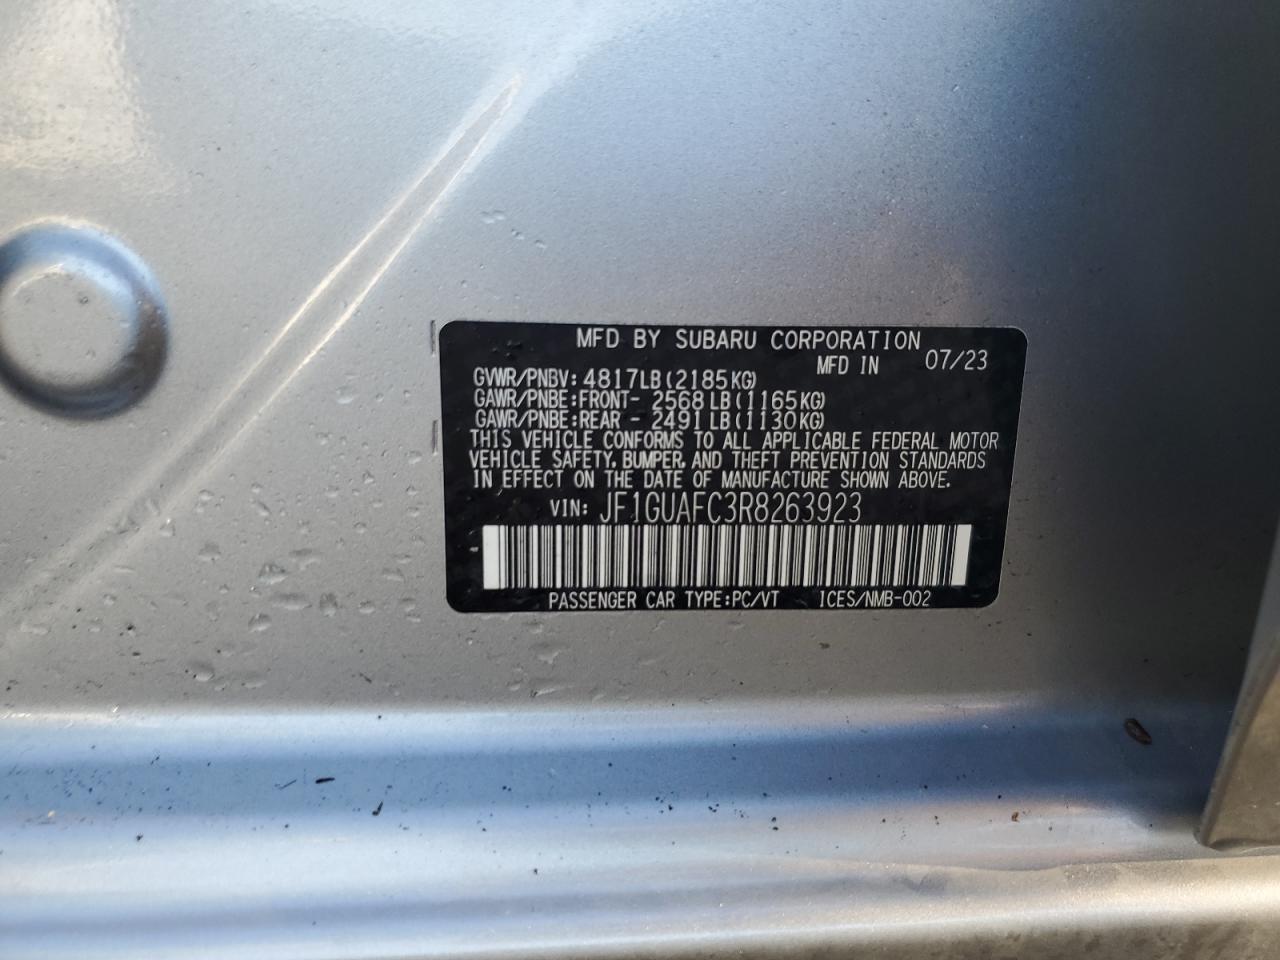 MFD BY SUBARU CORPORATION
MFD IN 07/23
GVWR/PNBV: 4817LB(2185KG)
GAWR/PNBE:FRONT- 2568LB(1165KG)
GAWR/PNBE:REAR - 2491LB(1130KG)
THIS VEHICLE CONFORMS TO ALL APPLICABLE FEDERAL MOTOR
VEHICLE SAFETY, BUMPER, AND THEFT PREVENTION STANDARDS
IN EFFECT ON THE DATE OF MANUFACTURE SHOWN ABOVE.
VIN: JF1GUAFC3R8263923
PASSENGER CAR TYPE:PC/VT ICES/NMB-002